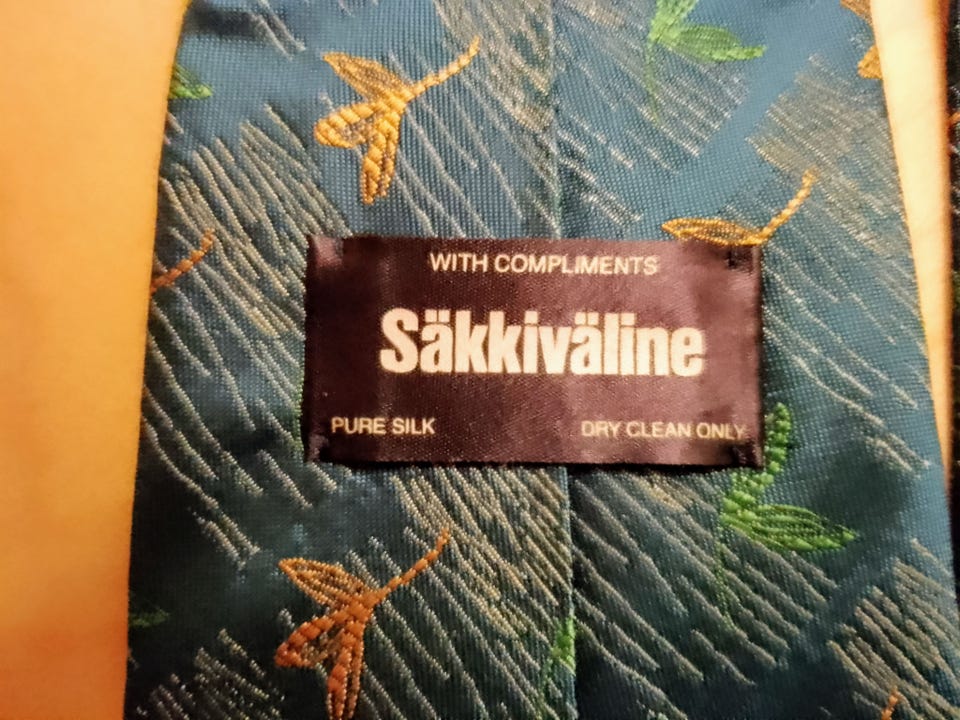 WITH COMPLIMENTS
Säkkiväline
PURE SILK DRY CLEAN ONLY